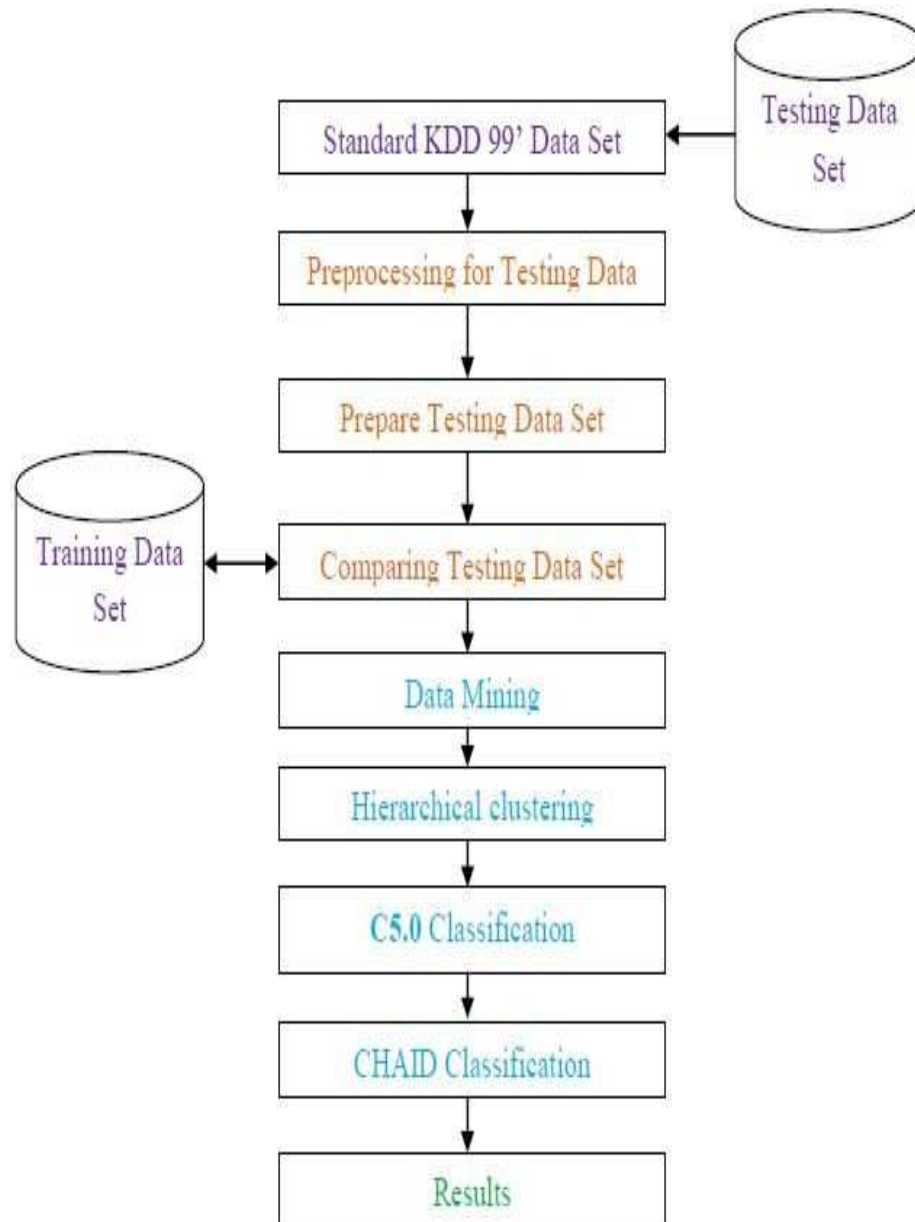 Testing Data
Set
Standard KDD 99’ Data Set
Preprocessing for Testing Data
Prepare Testing Data Set
Training Data
Set
Comparing Testing Data Set
Data Mining
Hierarchical clustering
C5.0 Classification
CHAID Classification
Results